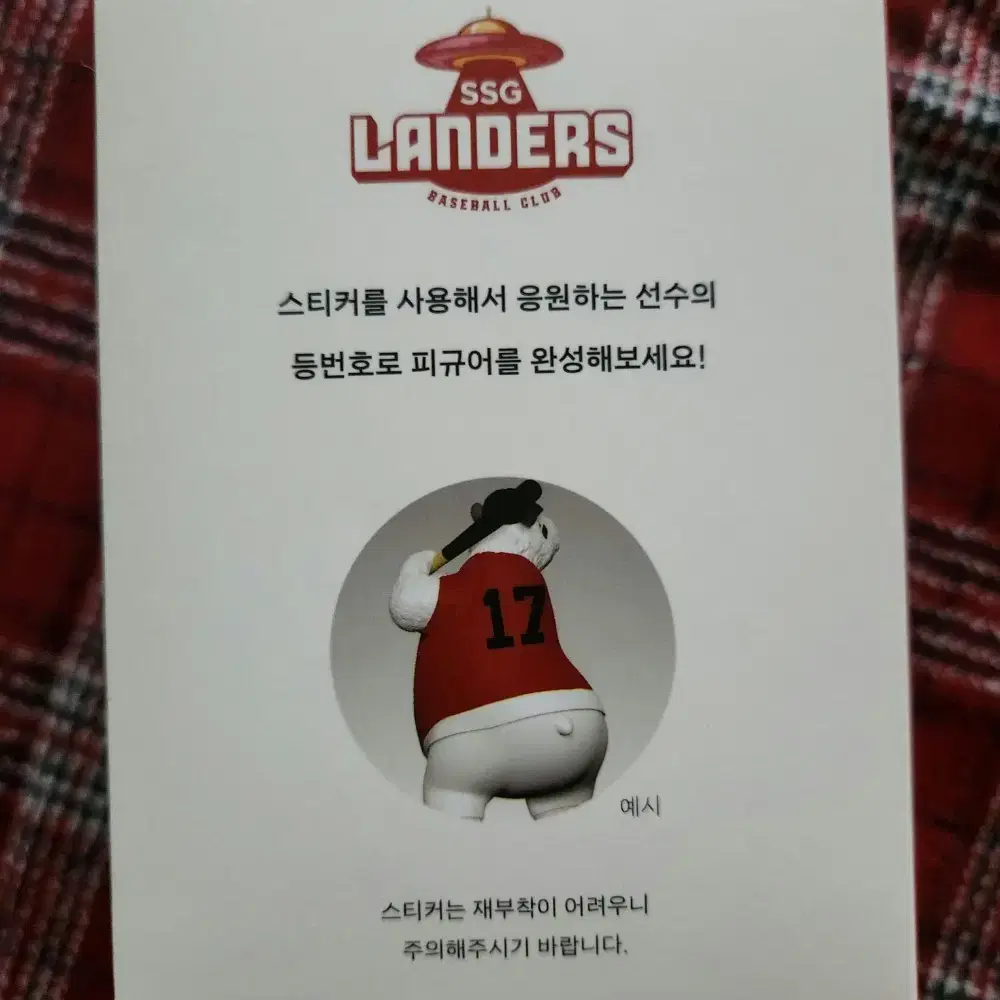 SSG
LANDERS
BASEBALL CLUB
스티커를 사용해서 응원하는 선수의
등번호로 피규어를 완성해보세요!
17
예시
스티커는 재부착이 어려우니
주의해주시기 바랍니다.